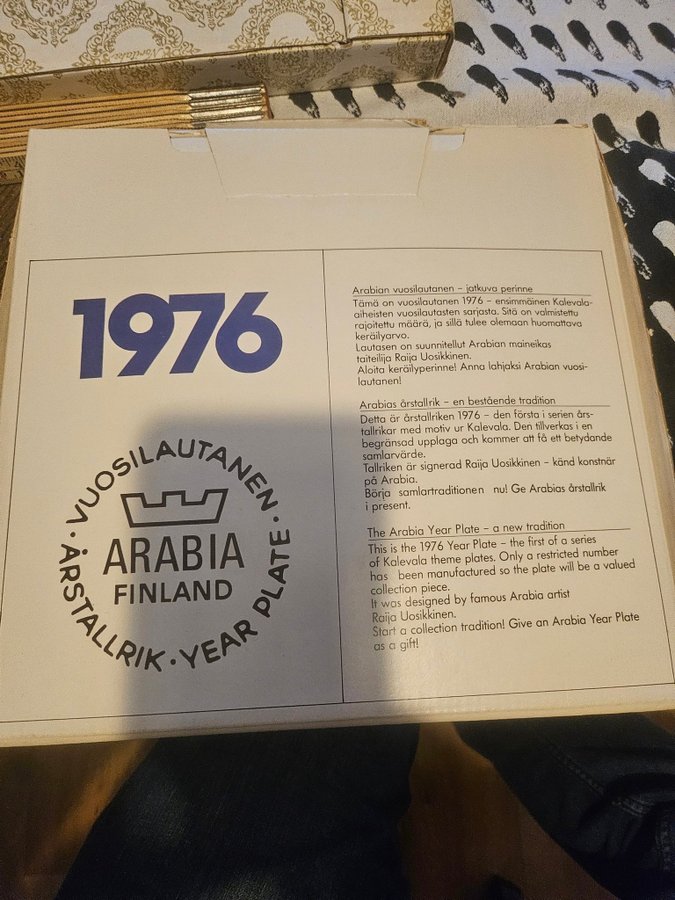 1976
VUOSILAUTANEN · ÅRSTALLRIK · YEAR PLATE ·
ARABIA
FINLAND
Arabian vuosilautanen – jatkuva perinne
Tämä on vuosilautanen 1976 – ensimmäinen Kalevala-
aiheisten vuosilautasten sarjasta. Sitä on valmistettu
rajoitettu määrä, ja sillä tulee olemaan huomattava
keräilyarvo.
Lautasen on suunnitellut Arabian maineikas
taiteilija Raija Uosikkinen.
Aloita keräilyperinne! Anna lahjaksi Arabian vuosi-
lautanen!
Arabias årstallrik – en bestående tradition
Detta är årstallriken 1976 – den första i serien års-
tallrikar med motiv ur Kalevala. Den tillverkas i en
begränsad upplaga och kommer att få ett betydande
samlarvärde.
Tallriken är signerad Raija Uosikkinen – känd konstnär
på Arabia.
Börja samlartraditionen nu! Ge Arabias årstallrik
i present.
The Arabia Year Plate – a new tradition
This is the 1976 Year Plate – the first of a series
of Kalevala theme plates. Only a restricted number
has been manufactured so the plate will be a valued
collection piece.
It was designed by famous Arabia artist
Raija Uosikkinen.
Start a collection tradition! Give an Arabia Year Plate
as a gift!